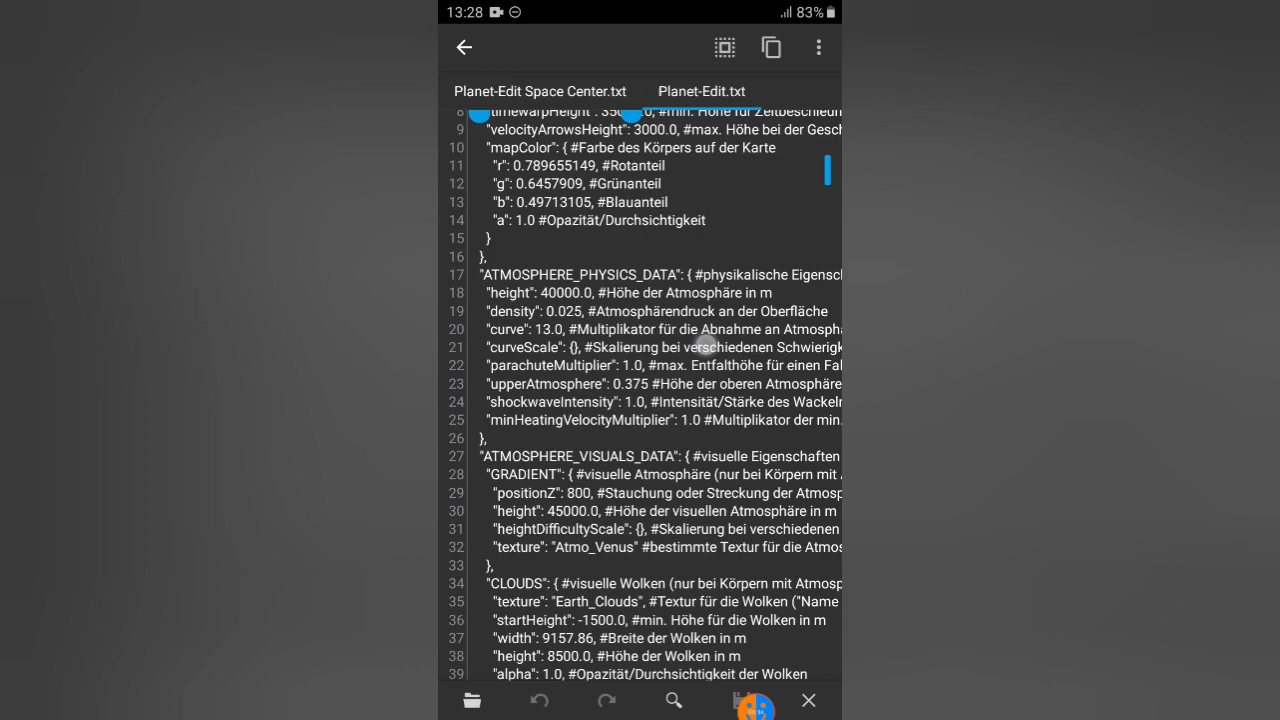 13:28
83%
Planet-Edit Space Center.txt
Planet-Edit.txt
8 "timewarpHeight": #min. Höhe für
9 "velocityArrowsHeight": 3000.0, #max. Höhe bei der
10 "mapColor": { #Farbe des Körpers auf der Karte
11 "r": 0.789655149, #Rotanteil
12 "g": 0.6457909, #Grünanteil
13 "b": 0.49713105, #Blauanteil
14 "a": 1.0 #Opazität/Durchsichtigkeit
15 }
16 },
17 "ATMOSPHERE_PHYSICS_DATA": { #physikalische Eigensc
18 "height": 40000.0, #Höhe der Atmosphäre in m
19 "density": 0.025, #Atmosphärendruck an der Oberfläche
20 "curve": 13.0, #Multiplikator für die Abnahme an Atmosph
21 "curveScale": {}, #Skalierung bei verschiedenen Schwierigk
22 "parachuteMultiplier": 1.0, #max. Entfalthöhe für einen Fal
23 "upperAtmosphere": 0.375 #Höhe der oberen Atmosphäre
24 "shockwaveIntensity": 1.0, #Intensität/Stärke des Wackeln
25 "minHeatingVelocityMultiplier": 1.0 #Multiplikator der min.
26 },
27 "ATMOSPHERE_VISUALS_DATA": { #visuelle Eigenschaften
28 "GRADIENT": { #visuelle Atmosphäre (nur bei Körpern mit
29 "positionZ": 800, #Stauchung oder Streckung der Atmosp
30 "height": 45000.0, #Höhe der visuellen Atmosphäre in m
31 "heightDifficultyScale": {}, #Skalierung bei verschiedenen
32 "texture": "Atmo_Venus" #bestimmte Textur für die Atmos
33 },
34 "CLOUDS": { #visuelle Wolken (nur bei Körpern mit Atmosp
35 "texture": "Earth_Clouds", #Textur für die Wolken ("Name
36 "startHeight": -1500.0, #min. Höhe für die Wolken in m
37 "width": 9157.86, #Breite der Wolken in m
38 "height": 8500.0, #Höhe der Wolken in m
39 "alpha": 1.0, #Opazität/Durchsichtigkeit der Wolken